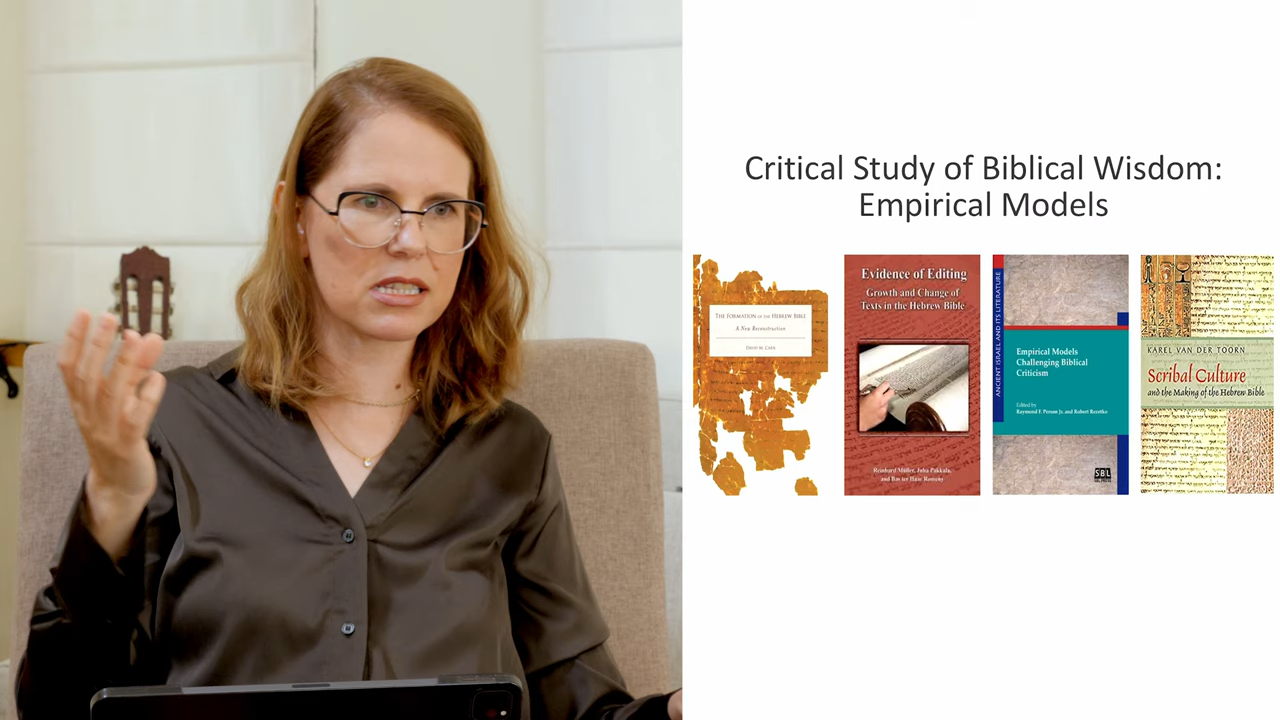 Critical Study of Biblical Wisdom:
Empirical Models
THE FORMATION OF THE HEBREW BIBLE
A New Reconstruction
DAVID M. CARR
Evidence of Editing
Growth and Change of
Texts in the Hebrew Bible
Reinhard Müller, Juha Pakkala,
and Bas ter Haar Romeny
ANCIENT ISRAEL AND ITS LITERATURE
Empirical Models
Challenging Biblical
Criticism
Edited by
Raymond F. Person Jr. and Robert Rezetko
SBL
KAREL VAN DER TOORN
Scribal Culture
and the Making of the Hebrew Bible